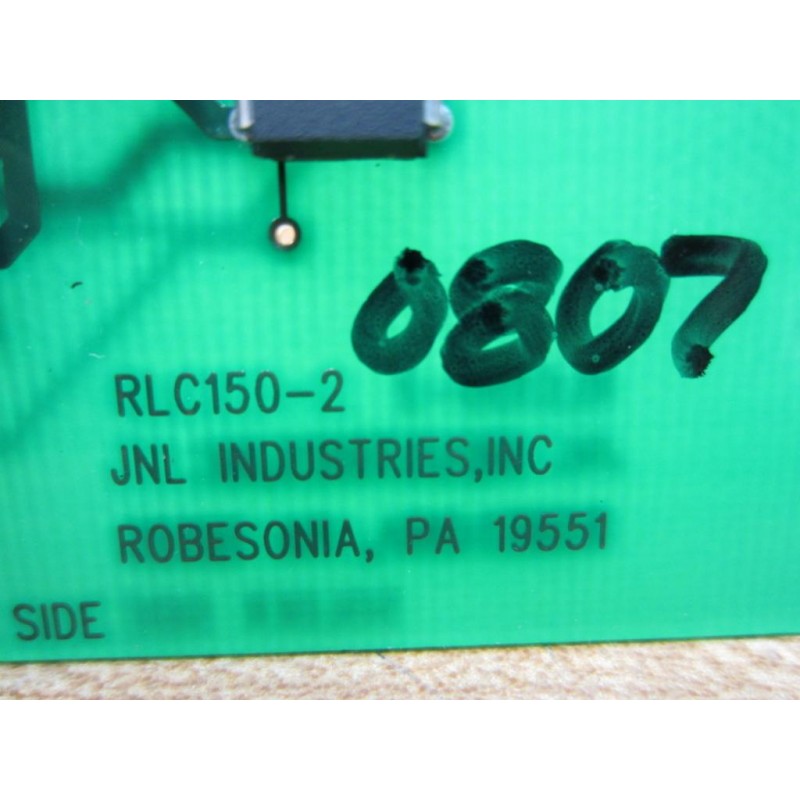 0807
RLC150-2
JNL INDUSTRIES,INC
ROBESONIA, PA 19551
SIDE